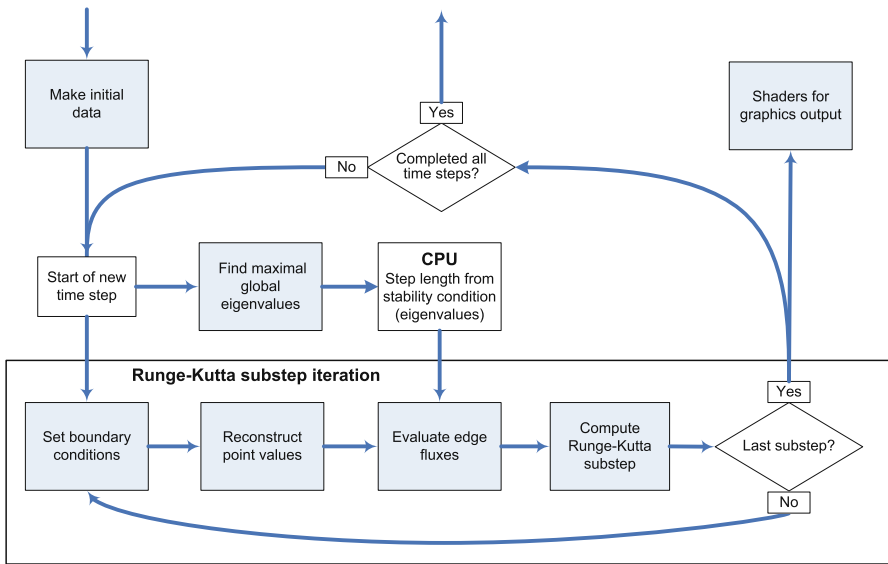 Make initial
data
Yes
Completed all
time steps?
No
Shaders for
graphics output
Start of new
time step
Find maximal
global
eigenvalues
CPU
Step length from
stability condition
(eigenvalues)
Runge-Kutta substep iteration
Set boundary
conditions
Reconstruct
point values
Evaluate edge
fluxes
Compute
Runge-Kutta
substep
Yes
Last substep?
No